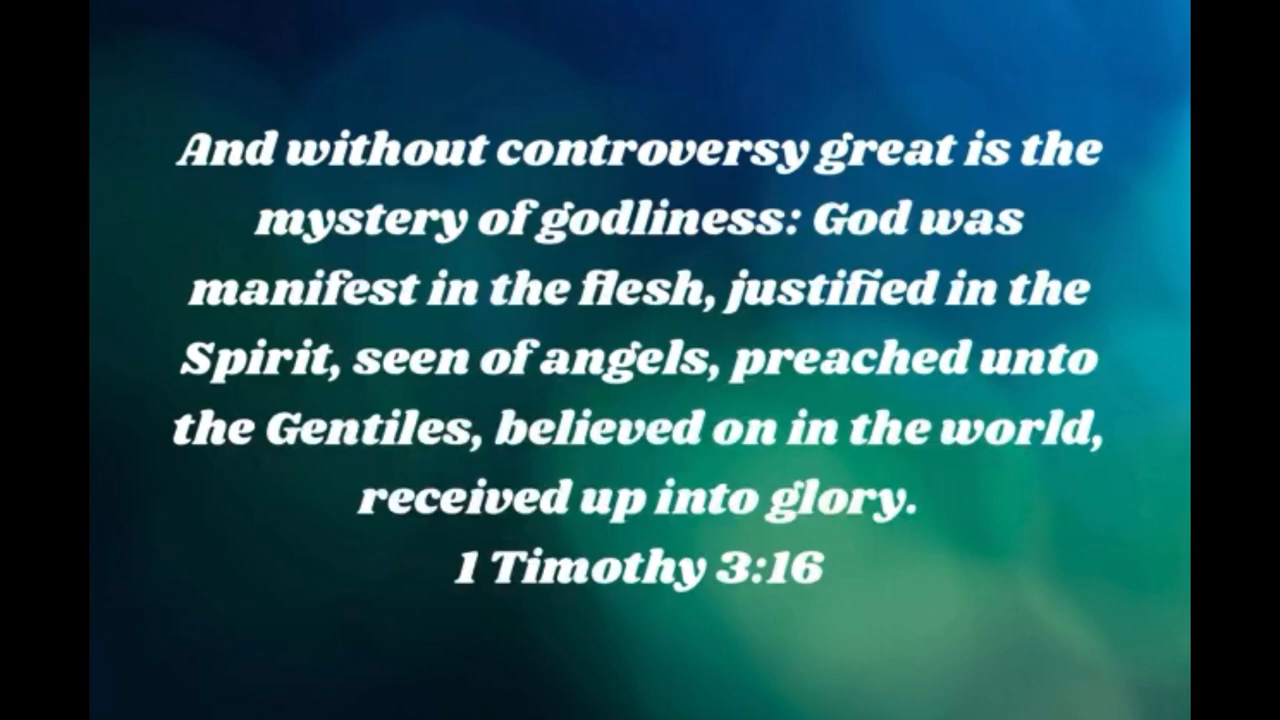 And without controversy great is the
mystery of godliness: God was
manifest in the flesh, justified in the
Spirit, seen of angels, preached unto
the Gentiles, believed on in the world,
received up into glory.
1 Timothy 3:16